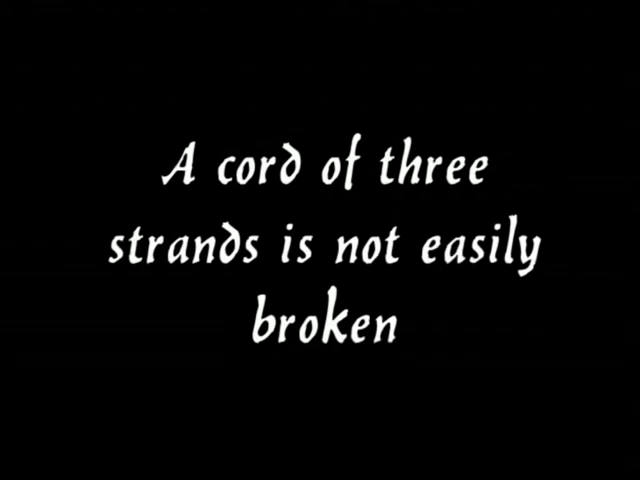 A cord of three
strands is not easily
broken